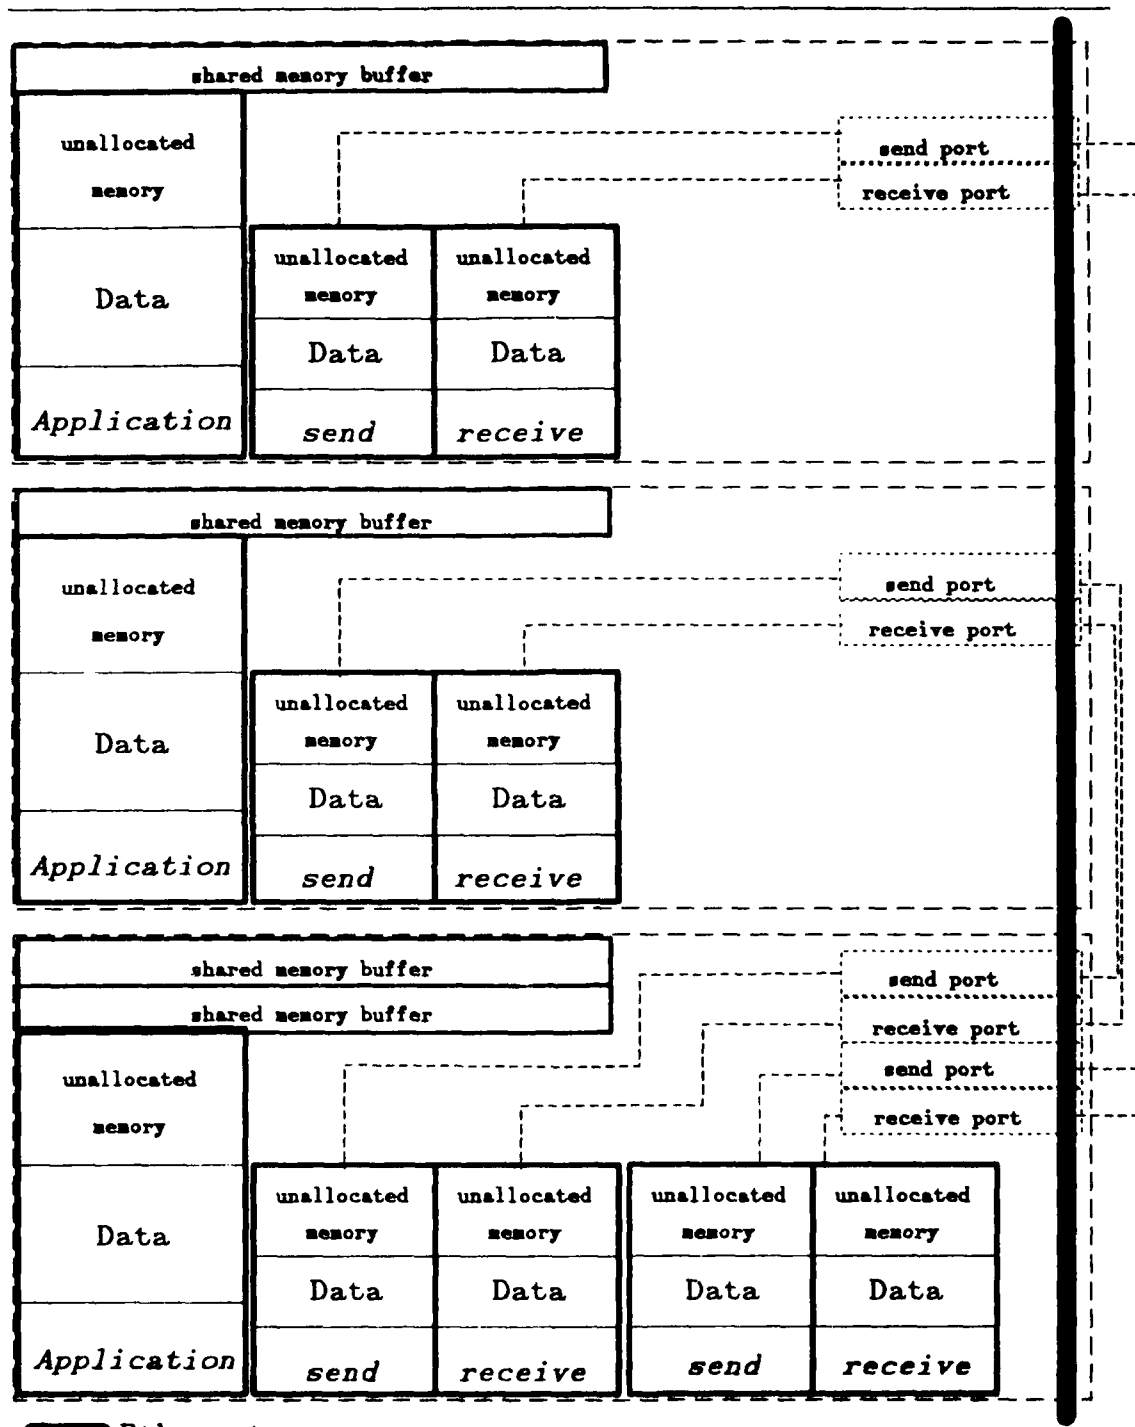 shared memory buffer
unallocated
memory
send port
receive port
Data
unallocated
memory
unallocated
memory
Data
Data
Application
send
receive
shared memory buffer
unallocated
memory
send port
receive port
Data
unallocated
memory
unallocated
memory
Data
Data
Application
send
receive
shared memory buffer
shared memory buffer
send port
receive port
send port
receive port
unallocated
memory
Data
unallocated
memory
unallocated
memory
unallocated
memory
unallocated
memory
Data
Data
Data
Data
Application
send
receive
send
receive